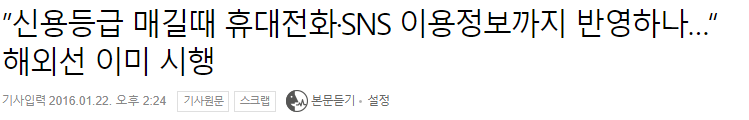 "신용등급 매길때 휴대전화·SNS 이용정보까지 반영하나…"
해외선 이미 시행
기사입력 2016.01.22. 오후 2:24 기사원문 스크랩 본문듣기 · 설정